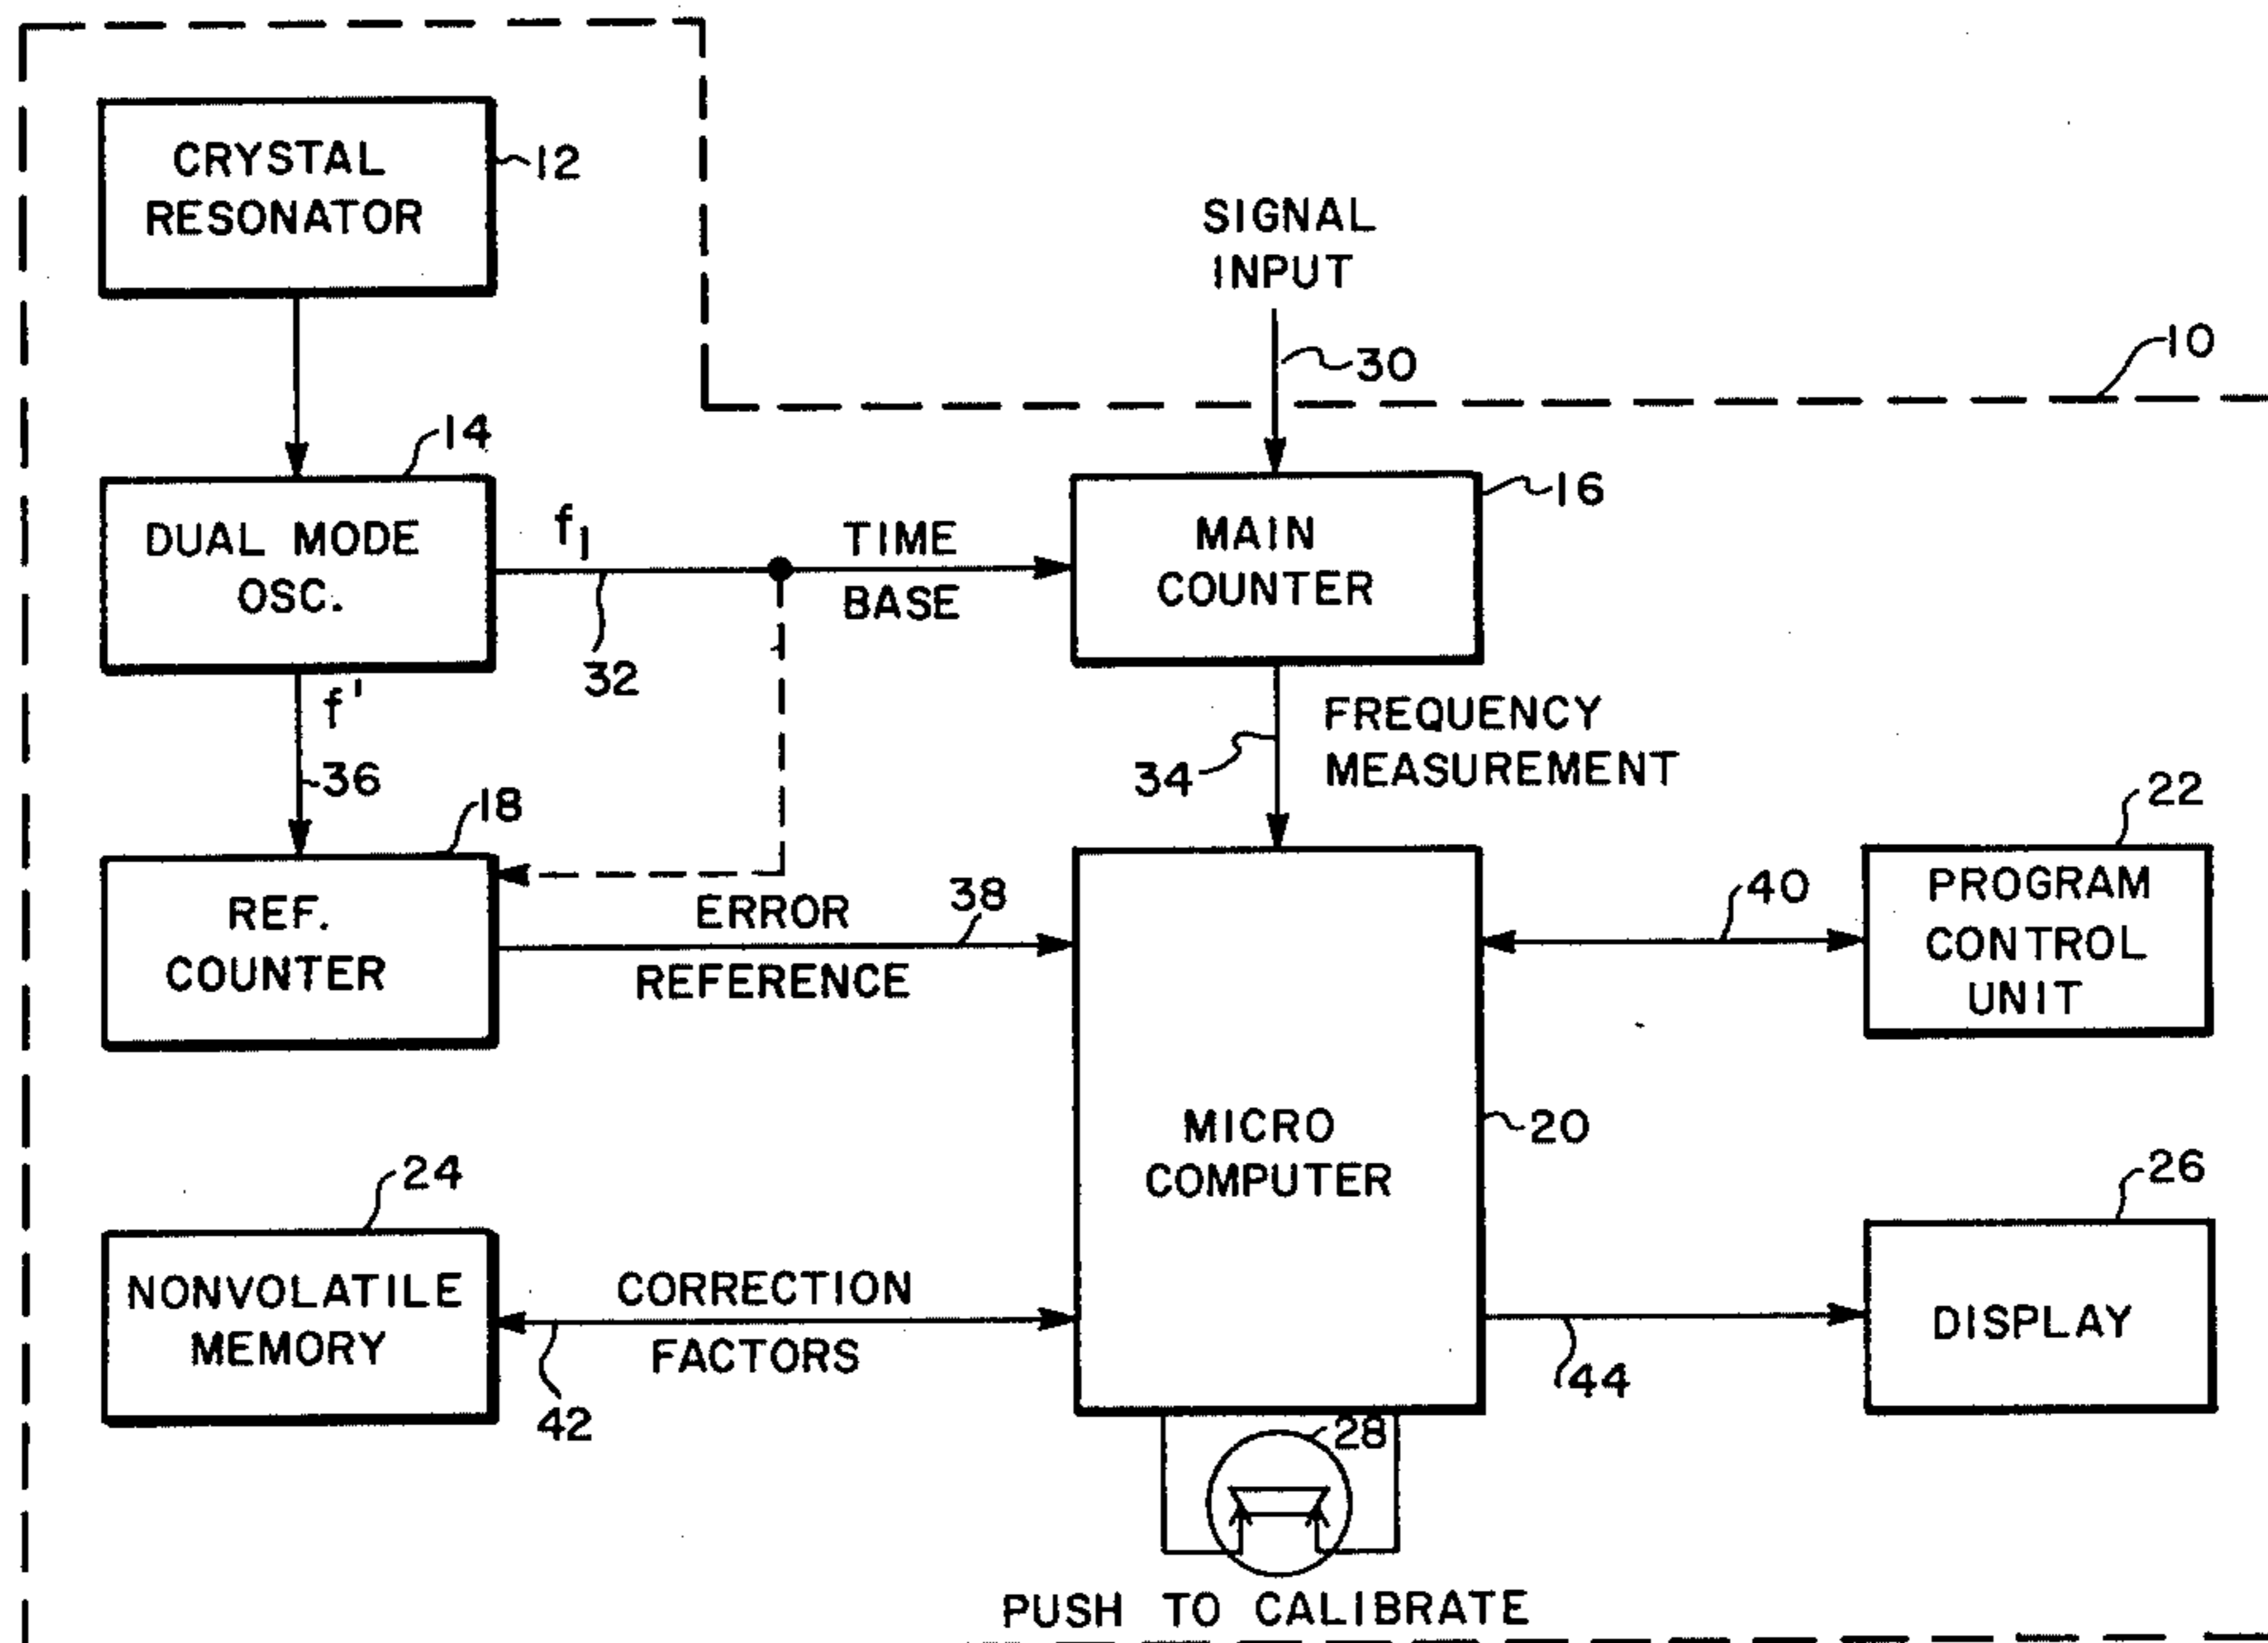 CRYSTAL
RESONATOR
12
SIGNAL
INPUT
30
10
14
DUAL MODE
OSC.
f1
32
TIME
BASE
16
MAIN
COUNTER
f'
36
34
FREQUENCY
MEASUREMENT
18
REF.
COUNTER
ERROR
REFERENCE
38
22
40
PROGRAM
CONTROL
UNIT
MICRO
COMPUTER
20
24
NONVOLATILE
MEMORY
CORRECTION
FACTORS
42
26
DISPLAY
44
28
PUSH TO CALIBRATE